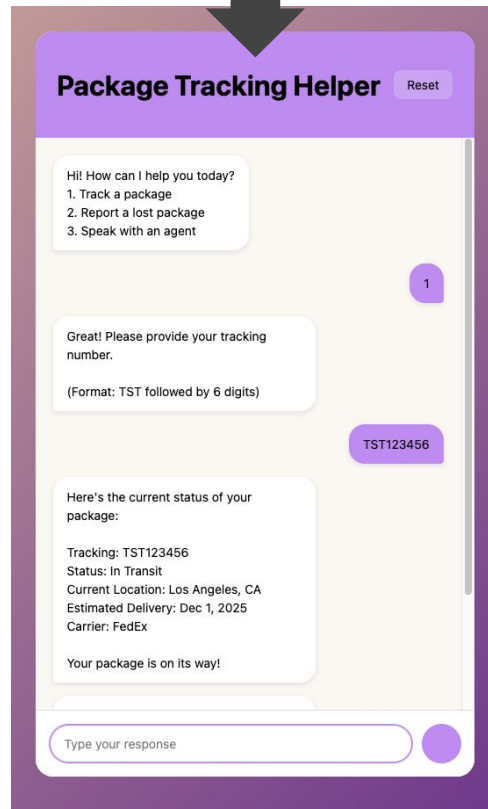 Package Tracking Helper
Reset
Hi! How can I help you today?
1. Track a package
2. Report a lost package
3. Speak with an agent
1
Great! Please provide your tracking
number.
(Format: TST followed by 6 digits)
TST123456
Here's the current status of your
package:
Tracking: TST123456
Status: In Transit
Current Location: Los Angeles, CA
Estimated Delivery: Dec 1, 2025
Carrier: FedEx
Your package is on its way!
Type your response